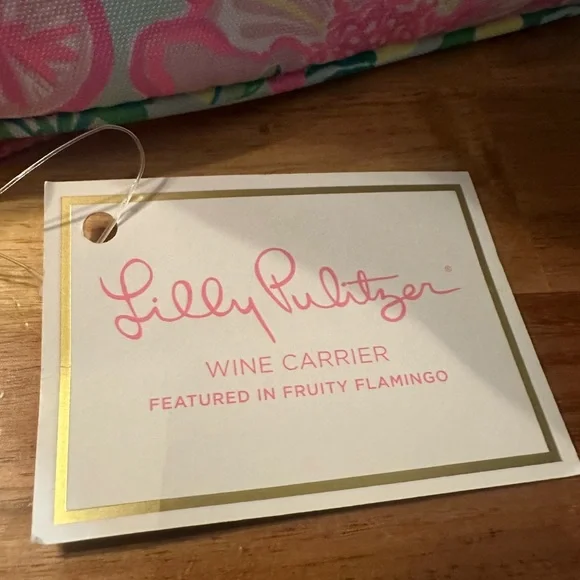 Lilly Pulitzer®
WINE CARRIER
FEATURED IN FRUITY FLAMINGO